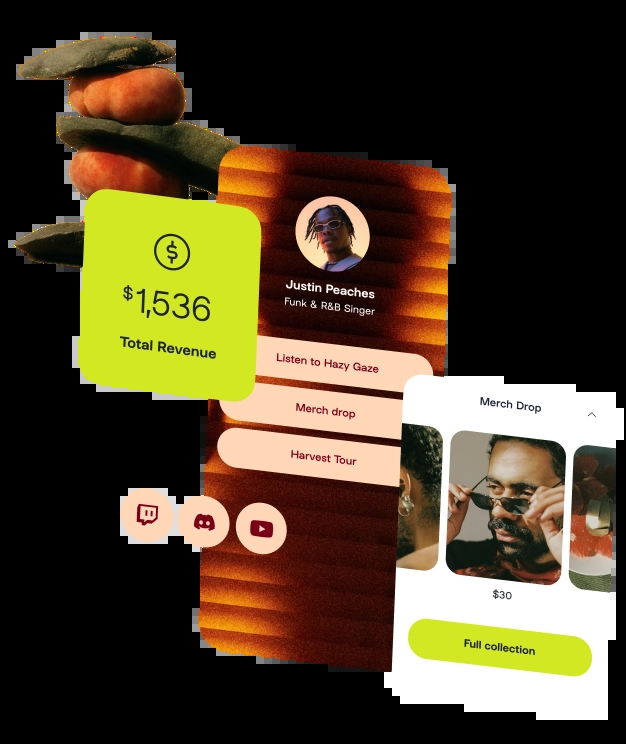 $1,536
Total Revenue
Justin Peaches
Funk & R&B Singer
Listen to Hazy Gaze
Merch drop
Harvest Tour
Merch Drop
$30
Full collection